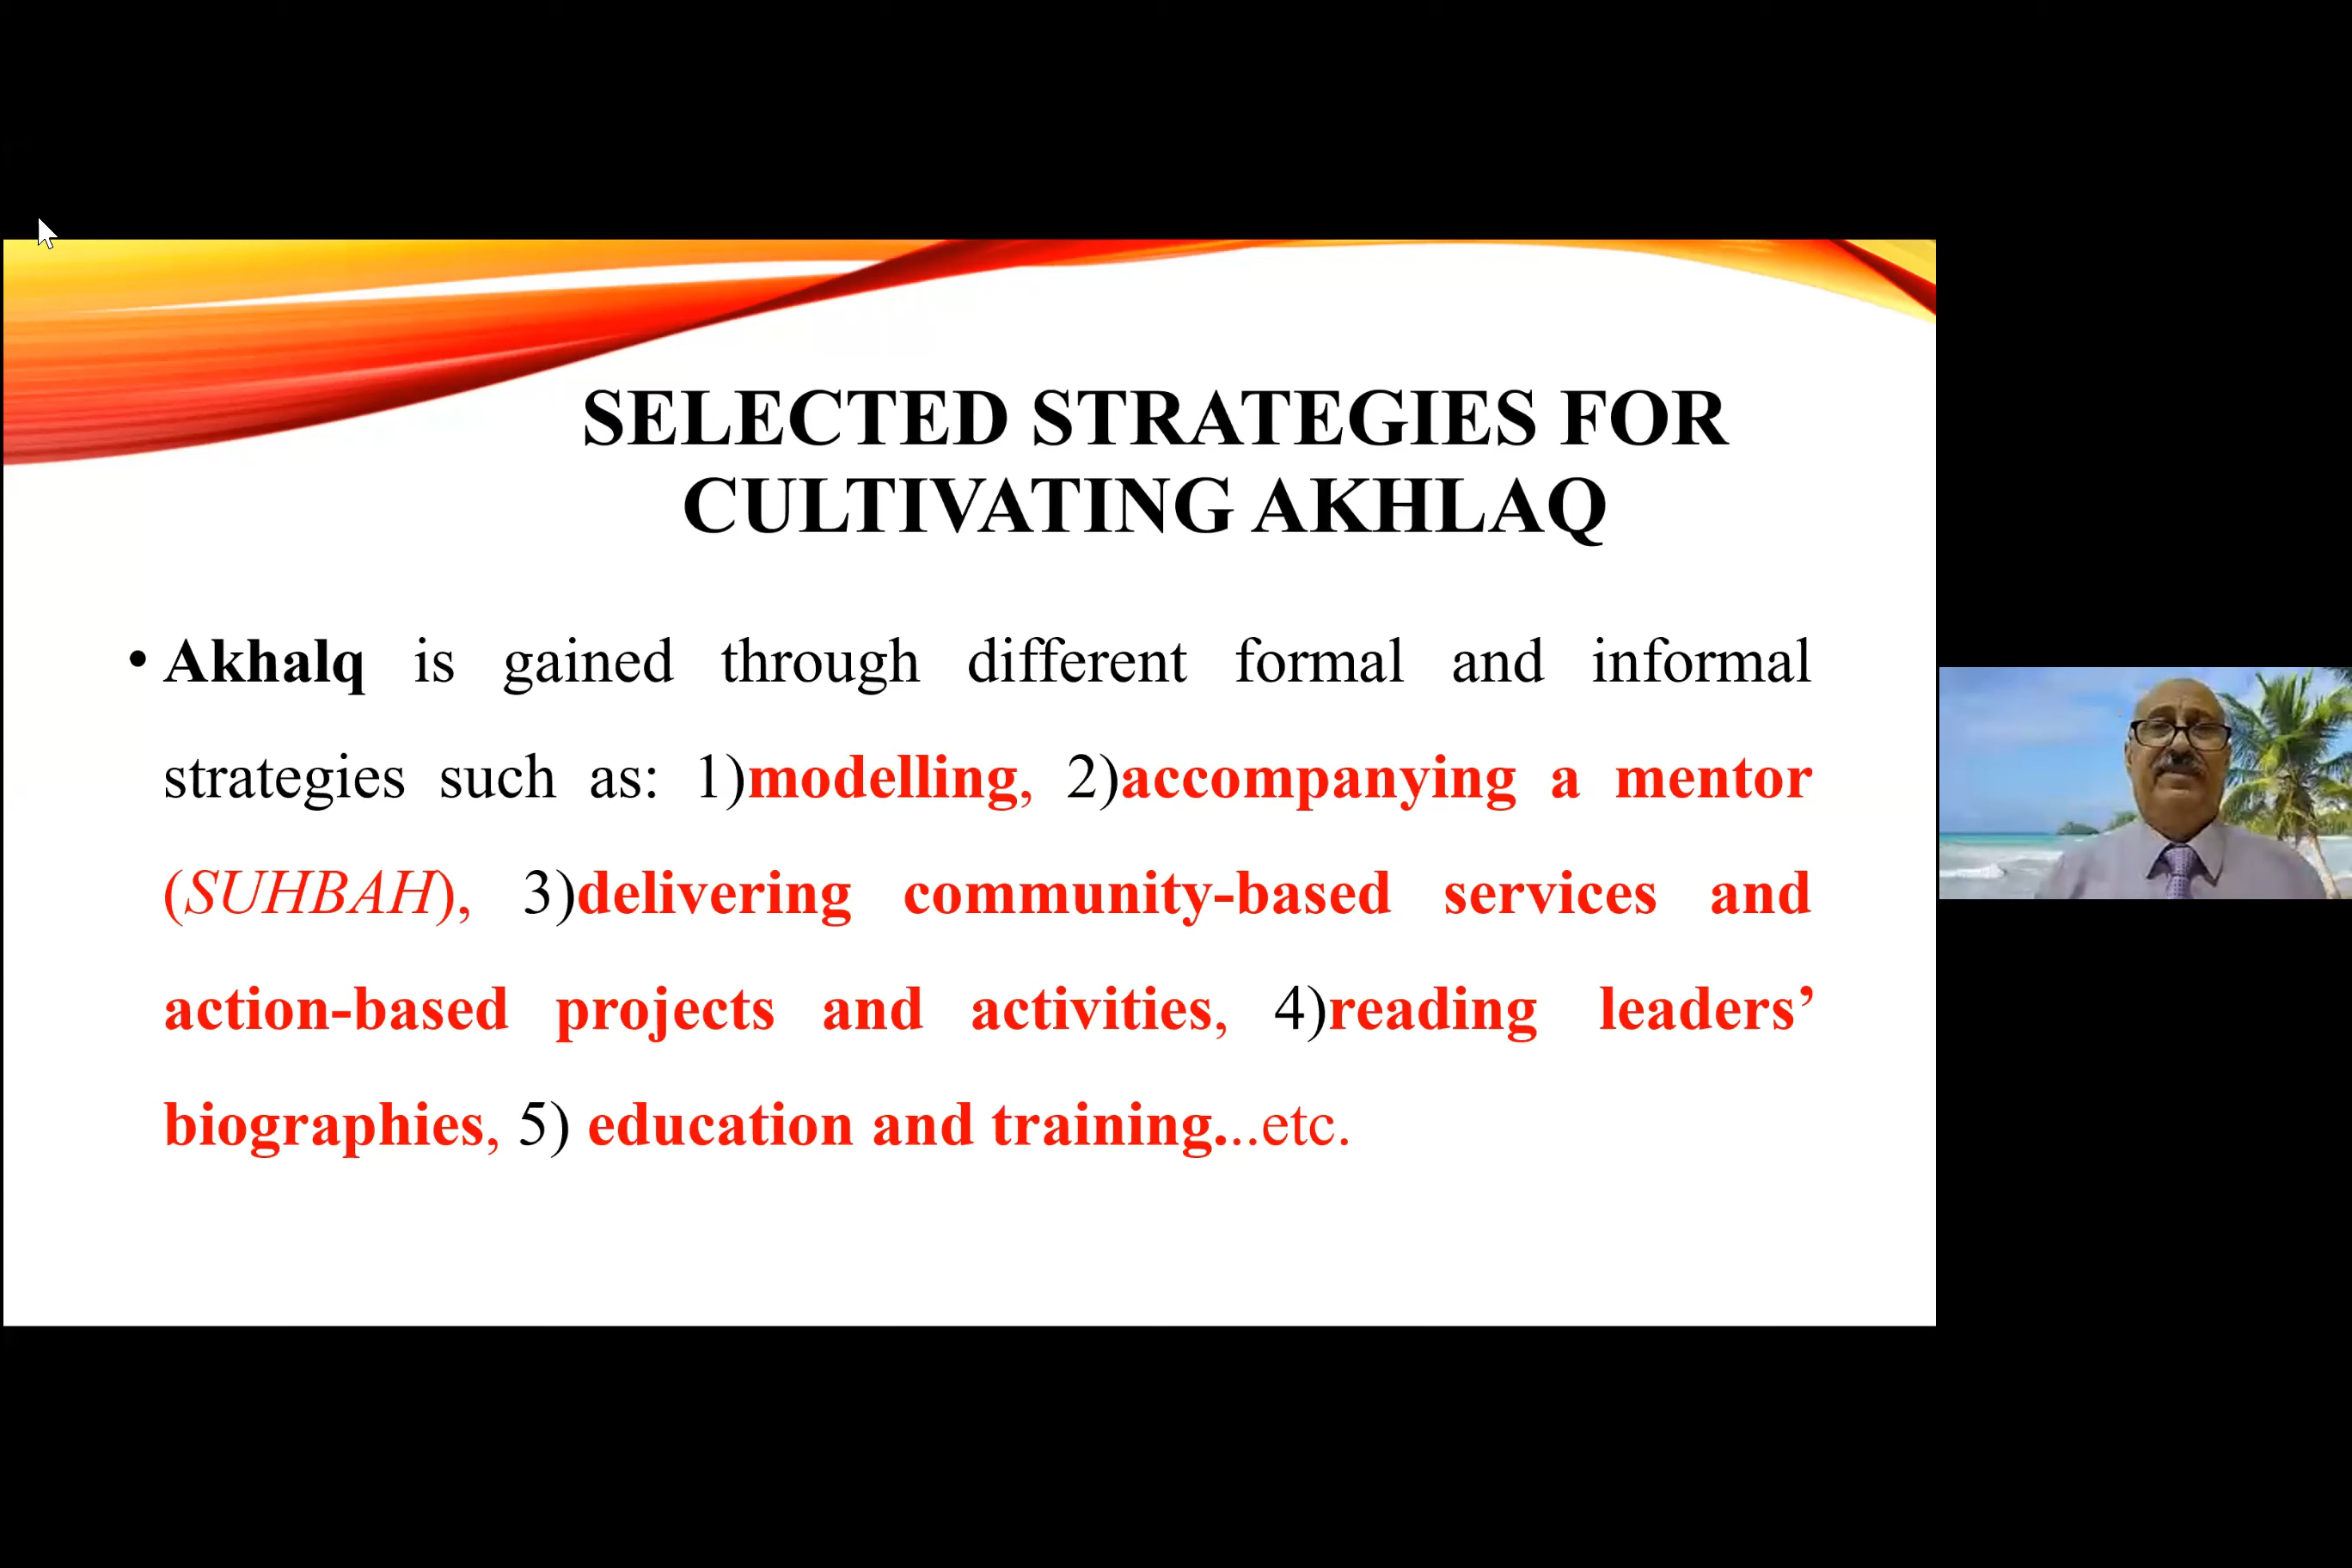 SELECTED STRATEGIES FOR
CULTIVATING AKHLAQ
• Akhalq is gained through different formal and informal
strategies such as: 1)modelling, 2)accompanying a mentor
(SUHBAH), 3)delivering community-based services and
action-based projects and activities, 4)reading leaders’
biographies, 5) education and training...etc.